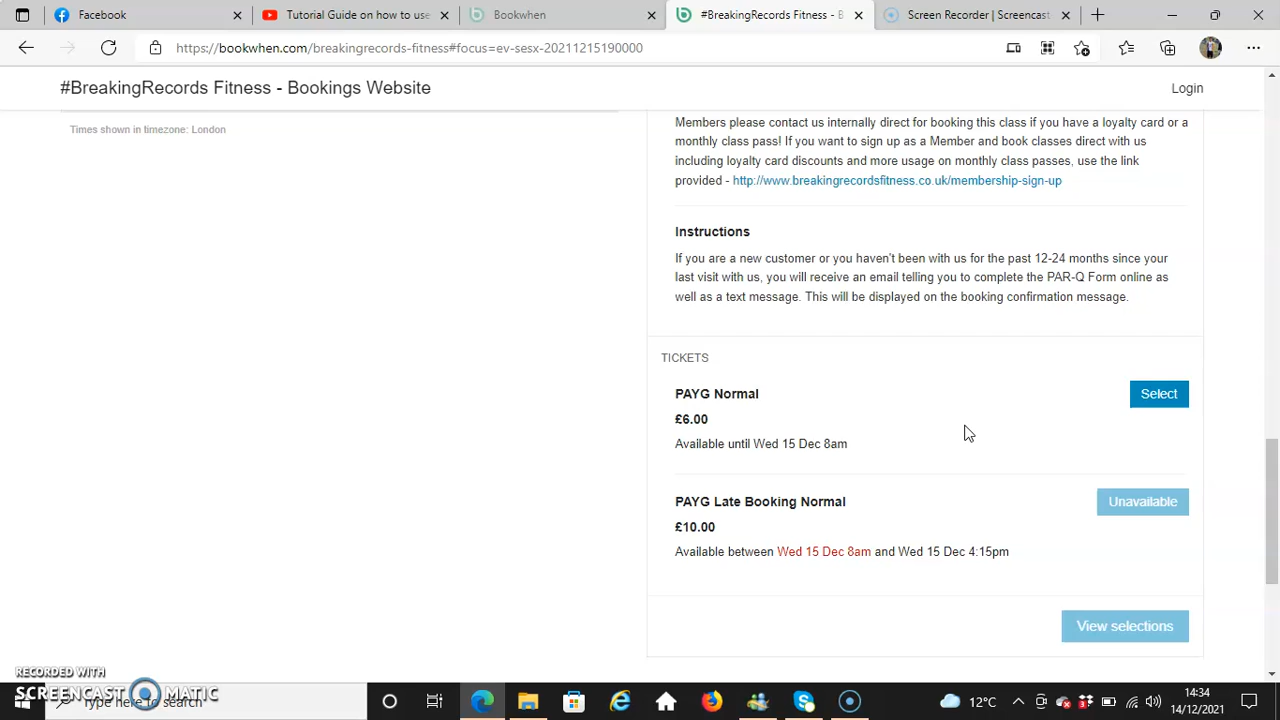 Facebook
Tutorial Guide on how to use
Bookwhen
#BreakingRecords Fitness - B
Screen Recorder | Screencast
https://bookwhen.com/breakingrecords-fitness#focus=ev-sesx-20211215190000
#BreakingRecords Fitness - Bookings Website
Login
Times shown in timezone: London
Members please contact us internally direct for booking this class if you have a loyalty card or a
monthly class pass! If you want to sign up as a Member and book classes direct with us
including loyalty card discounts and more usage on monthly class passes, use the link
provided - http://www.breakingrecordsfitness.co.uk/membership-sign-up
Instructions
If you are a new customer or you haven't been with us for the past 12-24 months since your
last visit with us, you will receive an email telling you to complete the PAR-Q Form online as
well as a text message. This will be displayed on the booking confirmation message.
TICKETS
PAYG Normal
Select
£6.00
Available until Wed 15 Dec 8am
PAYG Late Booking Normal
Unavailable
£10.00
Available between Wed 15 Dec 8am and Wed 15 Dec 4:15pm
View selections
RECORDED WITH
SCREENCAST MATIC
Type here to search
12°C
14:34
14/12/2021